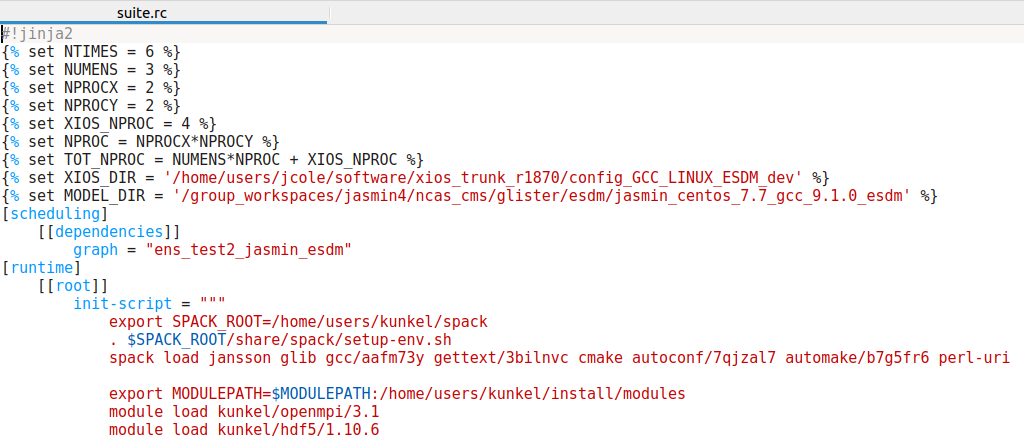 suite.rc
#!jinja2
{% set NTIMES = 6 %}
{% set NUMENS = 3 %}
{% set NPROCX = 2 %}
{% set NPROCY = 2 %}
{% set XIOS_NPROC = 4 %}
{% set NPROC = NPROCX*NPROCY %}
{% set TOT_NPROC = NUMENS*NPROC + XIOS_NPROC %}
{% set XIOS_DIR = '/home/users/jcole/software/xios_trunk_r1870/config_GCC_LINUX_ESDM_dev' %}
{% set MODEL_DIR = '/group_workspaces/jasmin4/ncas_cms/glister/esdm/jasmin_centos_7.7_gcc_9.1.0_esdm' %}
[scheduling]
    [[dependencies]]
        graph = "ens_test2_jasmin_esdm"
[runtime]
    [[root]]
        init-script = """
            export SPACK_ROOT=/home/users/kunkel/spack
            . $SPACK_ROOT/share/spack/setup-env.sh
            spack load jansson glib gcc/aafm73y gettext/3bilnvc cmake autoconf/7qjzal7 automake/b7g5fr6 perl-uri
            export MODULEPATH=$MODULEPATH:/home/users/kunkel/install/modules
            module load kunkel/openmpi/3.1
            module load kunkel/hdf5/1.10.6